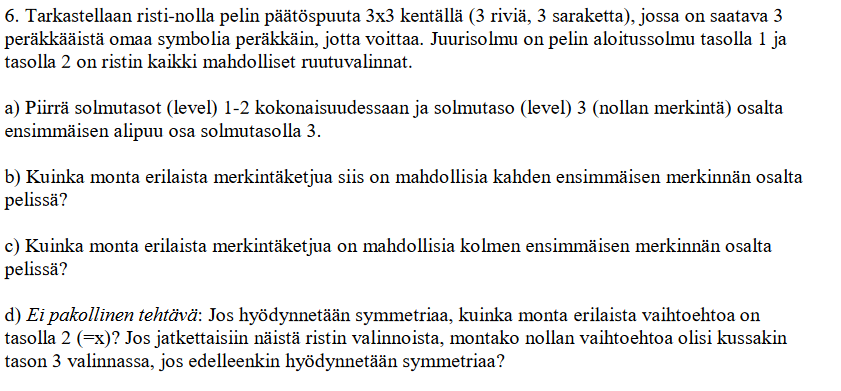 6. Tarkastellaan risti-nolla pelin päätöspuuta 3x3 kentällä (3 riviä, 3 saraketta), jossa on saatava 3
peräkkääistä omaa symbolia peräkkäin, jotta voittaa. Juurisolmu on pelin aloitussolmu tasolla 1 ja
tasolla 2 on ristin kaikki mahdolliset ruutuvalinnat.
a) Piirrä solmutasot (level) 1-2 kokonaisuudessaan ja solmutaso (level) 3 (nollan merkintä) osalta
ensimmäisen alipuu osa solmutasolla 3.
b) Kuinka monta erilaista merkintäketjua siis on mahdollisia kahden ensimmäisen merkinnän osalta
pelissä?
c) Kuinka monta erilaista merkintäketjua on mahdollisia kolmen ensimmäisen merkinnän osalta
pelissä?
d) Ei pakollinen tehtävä: Jos hyödynnetään symmetriaa, kuinka monta erilaista vaihtoehtoa on
tasolla 2 (=x)? Jos jatkettaisiin näistä ristin valinnoista, montako nollan vaihtoehtoa olisi kussakin
tason 3 valinnassa, jos edelleenkin hyödynnetään symmetriaa?